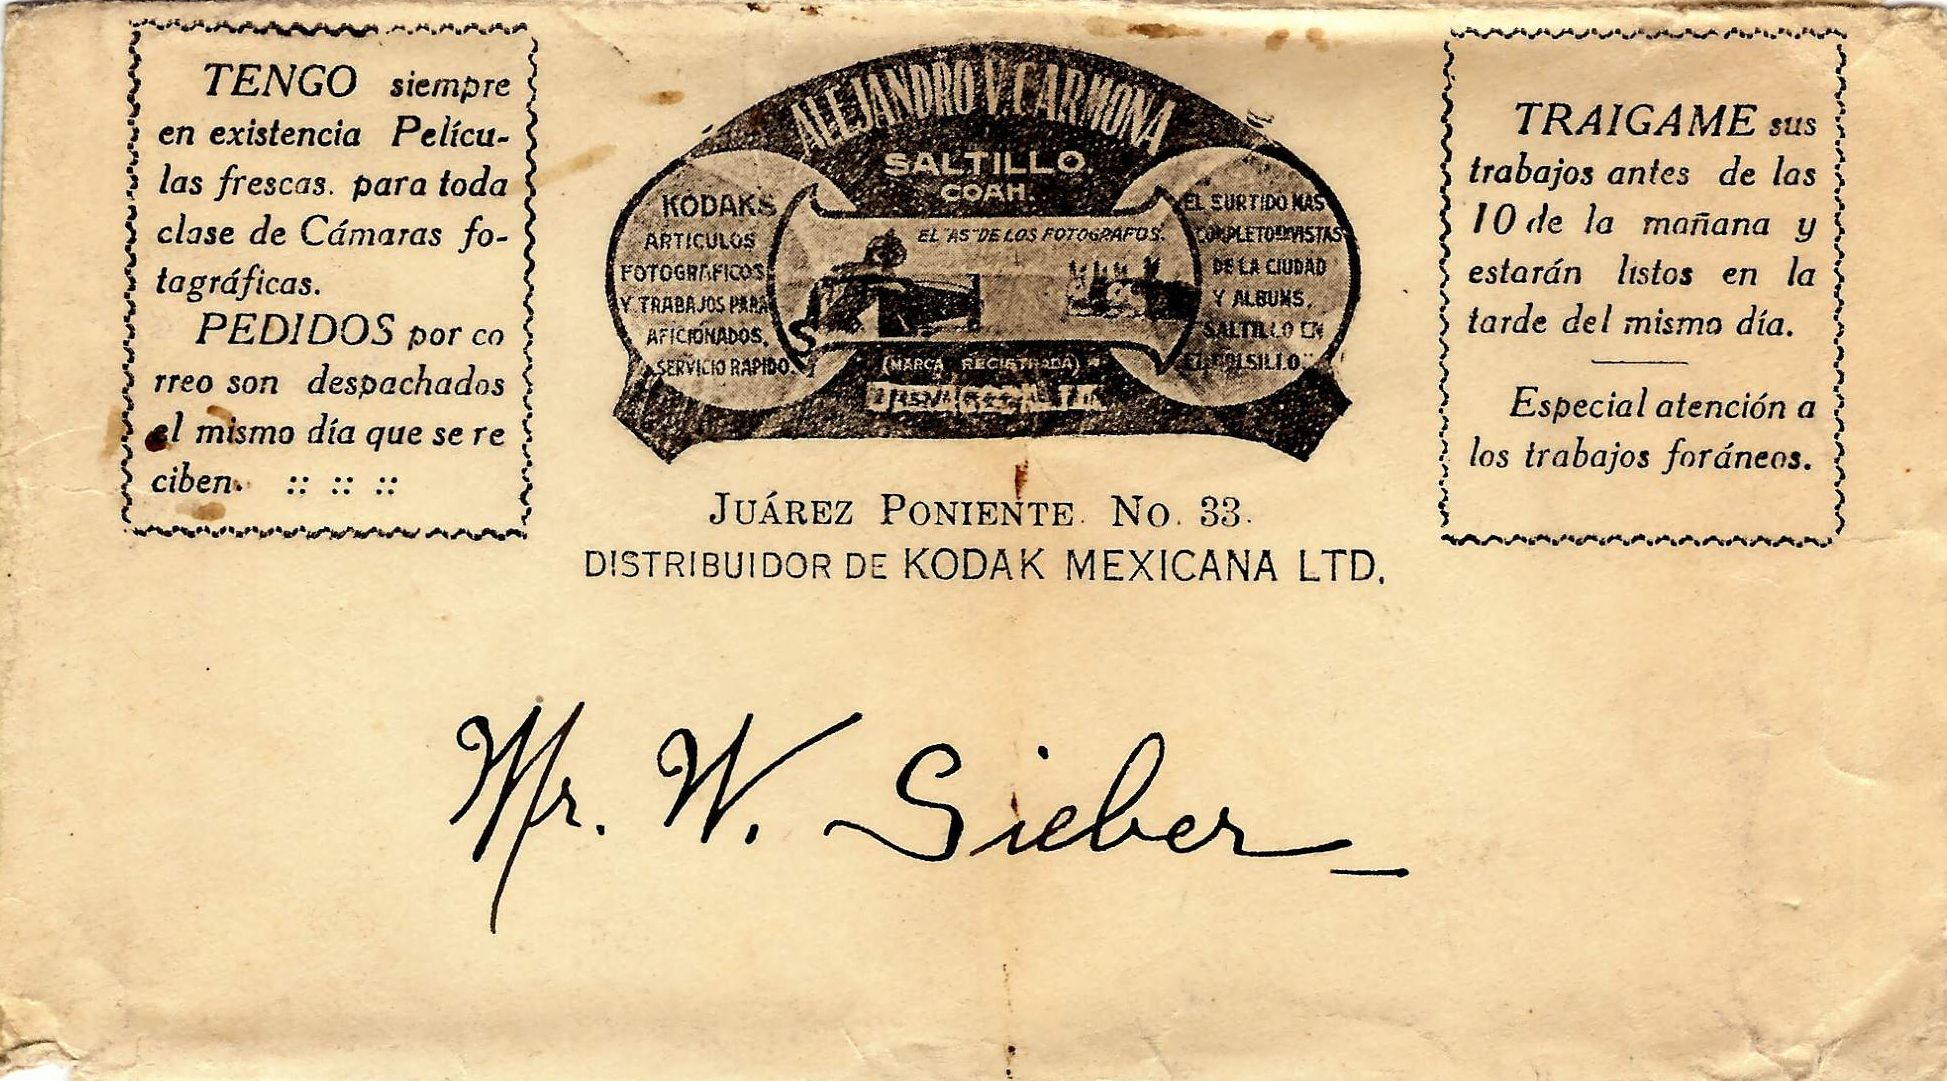 TENGO siempre
en existencia Pelícu-
las frescas. para toda
clase de Cámaras fo-
tagráficas.
PEDIDOS por co
rreo son despachados
el mismo día que se re
ciben. :: :: ::
ALEJANDRO V. CARMONA
SALTILLO.
COAH.
KODAKS
ARTICULOS
FOTOGRAFICOS
Y TRABAJOS PARA
AFICIONADOS.
SERVICIO RAPIDO.
EL "AS" DE LOS FOTOGRAFOS.
MARCA REGISTRADA
EL SURTIDO MAS
COMPLETO DE VISTAS
DE LA CIUDAD
Y ALBUMS.
SALTILLO EN
EL BOLSILLO."
JUÁREZ PONIENTE. No. 33.
DISTRIBUIDOR DE KODAK MEXICANA LTD.
TRAIGAME sus
trabajos antes de las
10 de la mañana y
estarán listos en la
tarde del mismo día.
Especial atención a
los trabajos foráneos.
Mr. W. Sieber